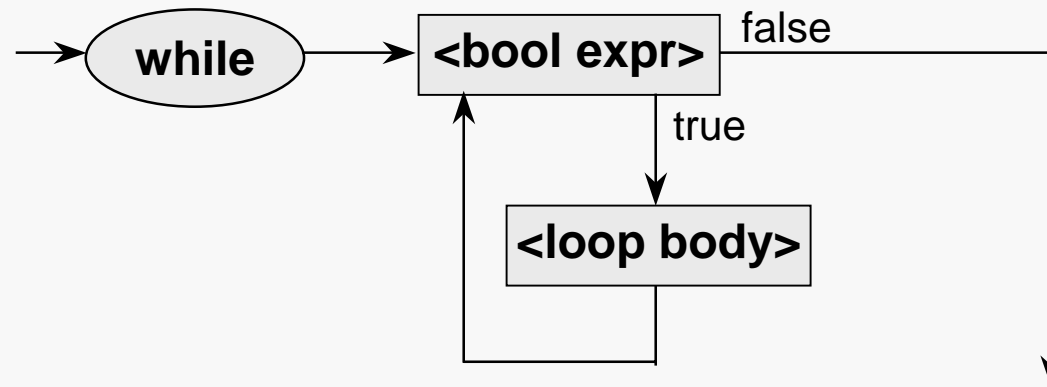 while
<bool expr>
false
true
<loop body>